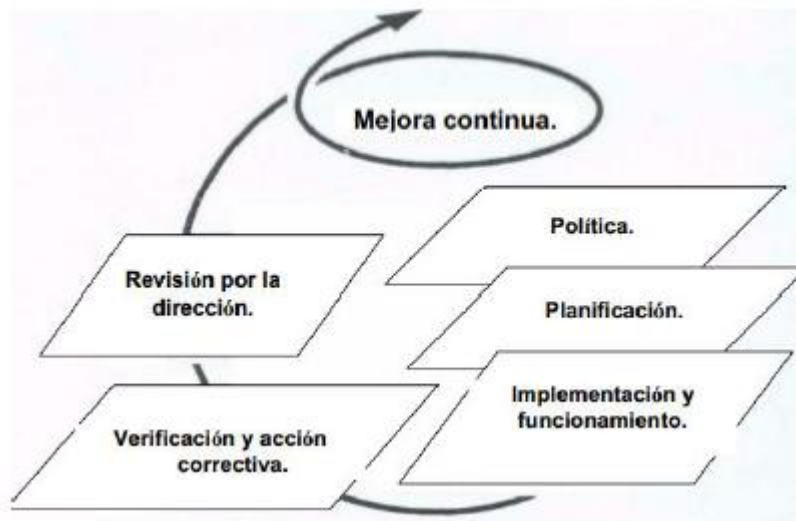 Mejora continua.
Política.
Revisión por la
dirección.
Planificación.
Implementación y
funcionamiento.
Verificación y acción
correctiva.